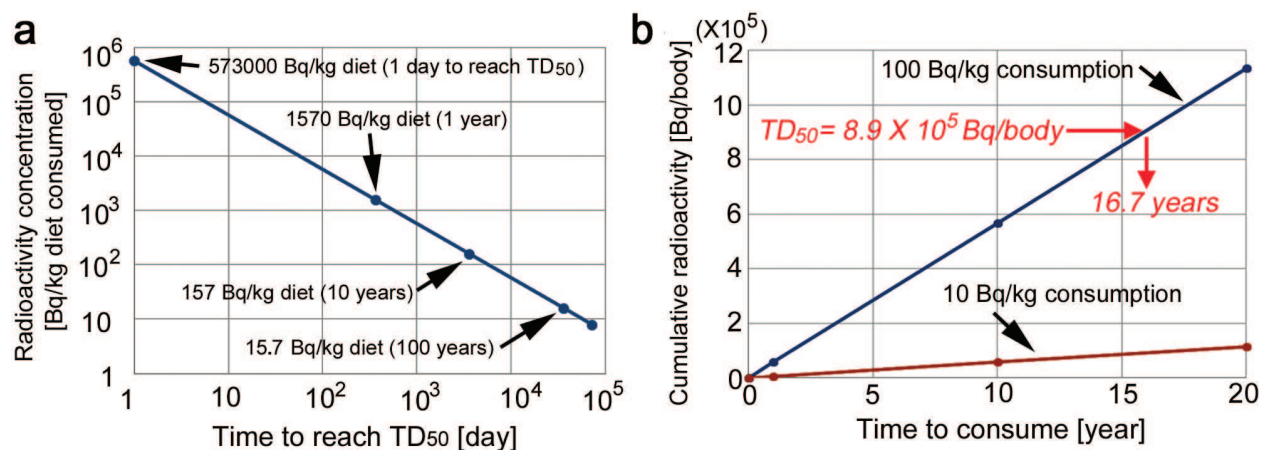 a
Radioactivity concentration
[Bq/kg diet consumed]
10⁶
10⁵
10⁴
10³
10²
10
1
573000 Bq/kg diet (1 day to reach TD₅₀)
1570 Bq/kg diet (1 year)
157 Bq/kg diet (10 years)
15.7 Bq/kg diet (100 years)
1 10 10² 10³ 10⁴ 10⁵
Time to reach TD₅₀ [day]
b
(X10⁵)
Cumulative radioactivity [Bq/body]
12
10
8
6
4
2
0
100 Bq/kg consumption
TD₅₀= 8.9 X 10⁵ Bq/body
16.7 years
10 Bq/kg consumption
0 5 10 15 20
Time to consume [year]